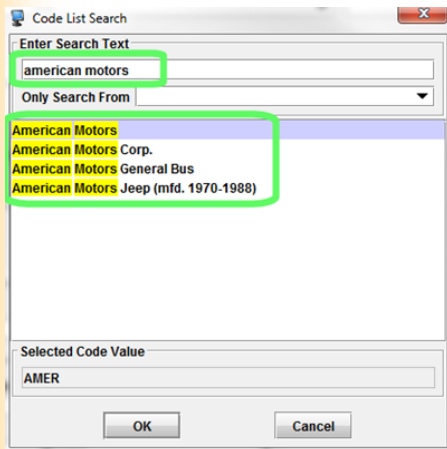 Code List Search
Enter Search Text
american motors
Only Search From
American Motors
American Motors Corp.
American Motors General Bus
American Motors Jeep (mfd. 1970-1988)
Selected Code Value
AMER
OK Cancel